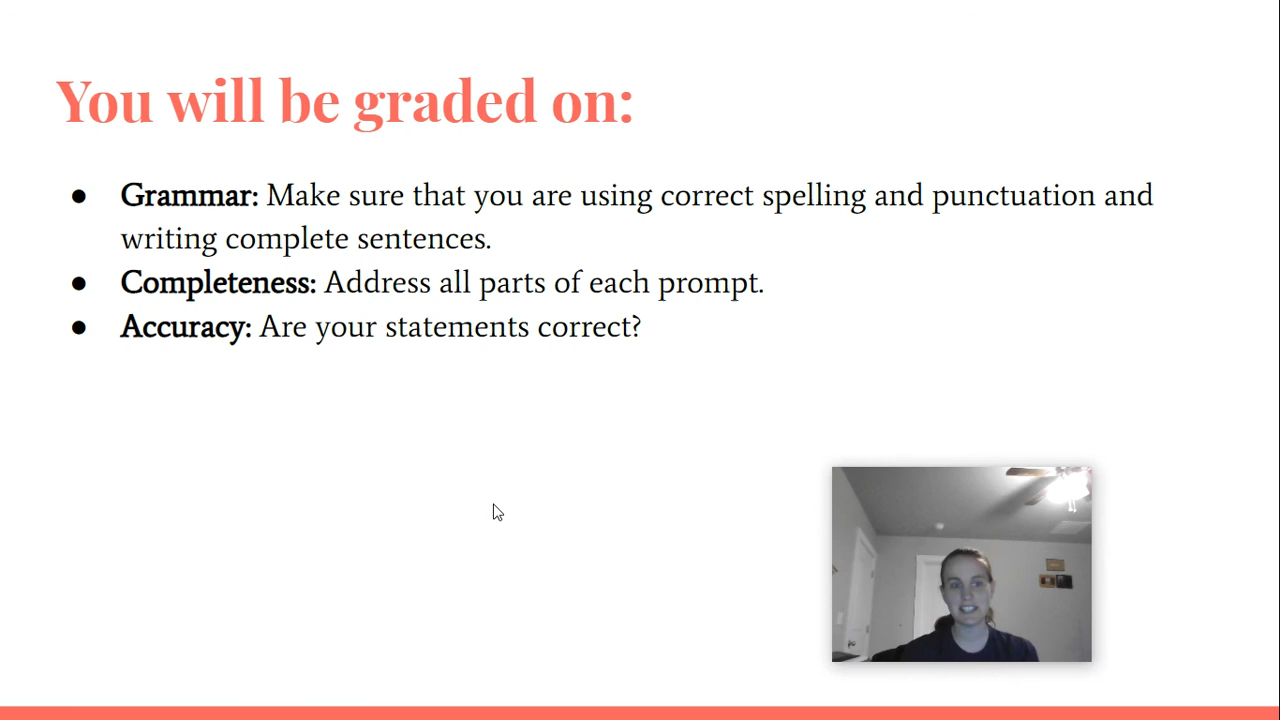 You will be graded on:
● Grammar: Make sure that you are using correct spelling and punctuation and
writing complete sentences.
● Completeness: Address all parts of each prompt.
● Accuracy: Are your statements correct?